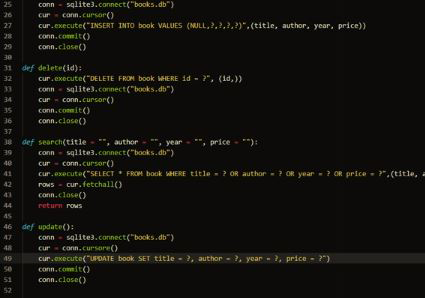 25 conn = sqlite3.connect("books.db")
26 cur = conn.cursor()
27 cur.execute("INSERT INTO book VALUES (NULL,?,?,?,?)",(title, author, year, price))
28 conn.commit()
29 conn.close()
30
31 def delete(id):
32 cur.execute("DELETE FROM book WHERE id = ?", (id,))
33 conn = sqlite3.connect("books.db")
34 cur = conn.cursor()
35 conn.commit()
36 conn.close()
37
38 def search(title = "", author = "", year = "", price = ""):
39 conn = sqlite3.connect("books.db")
40 cur = conn.cursor()
41 cur.execute("SELECT * FROM book WHERE title = ? OR author = ? OR year = ? OR price = ?",(title, a
42 rows = cur.fetchall()
43 conn.close()
44 return rows
45
46 def update():
47 conn = sqlite3.connect("books.db")
48 cur = conn.cursore()
49 cur.execute("UPDATE book SET title = ?, author = ?, year = ?, price = ?")
50 conn.commit()
51 conn.close()
52